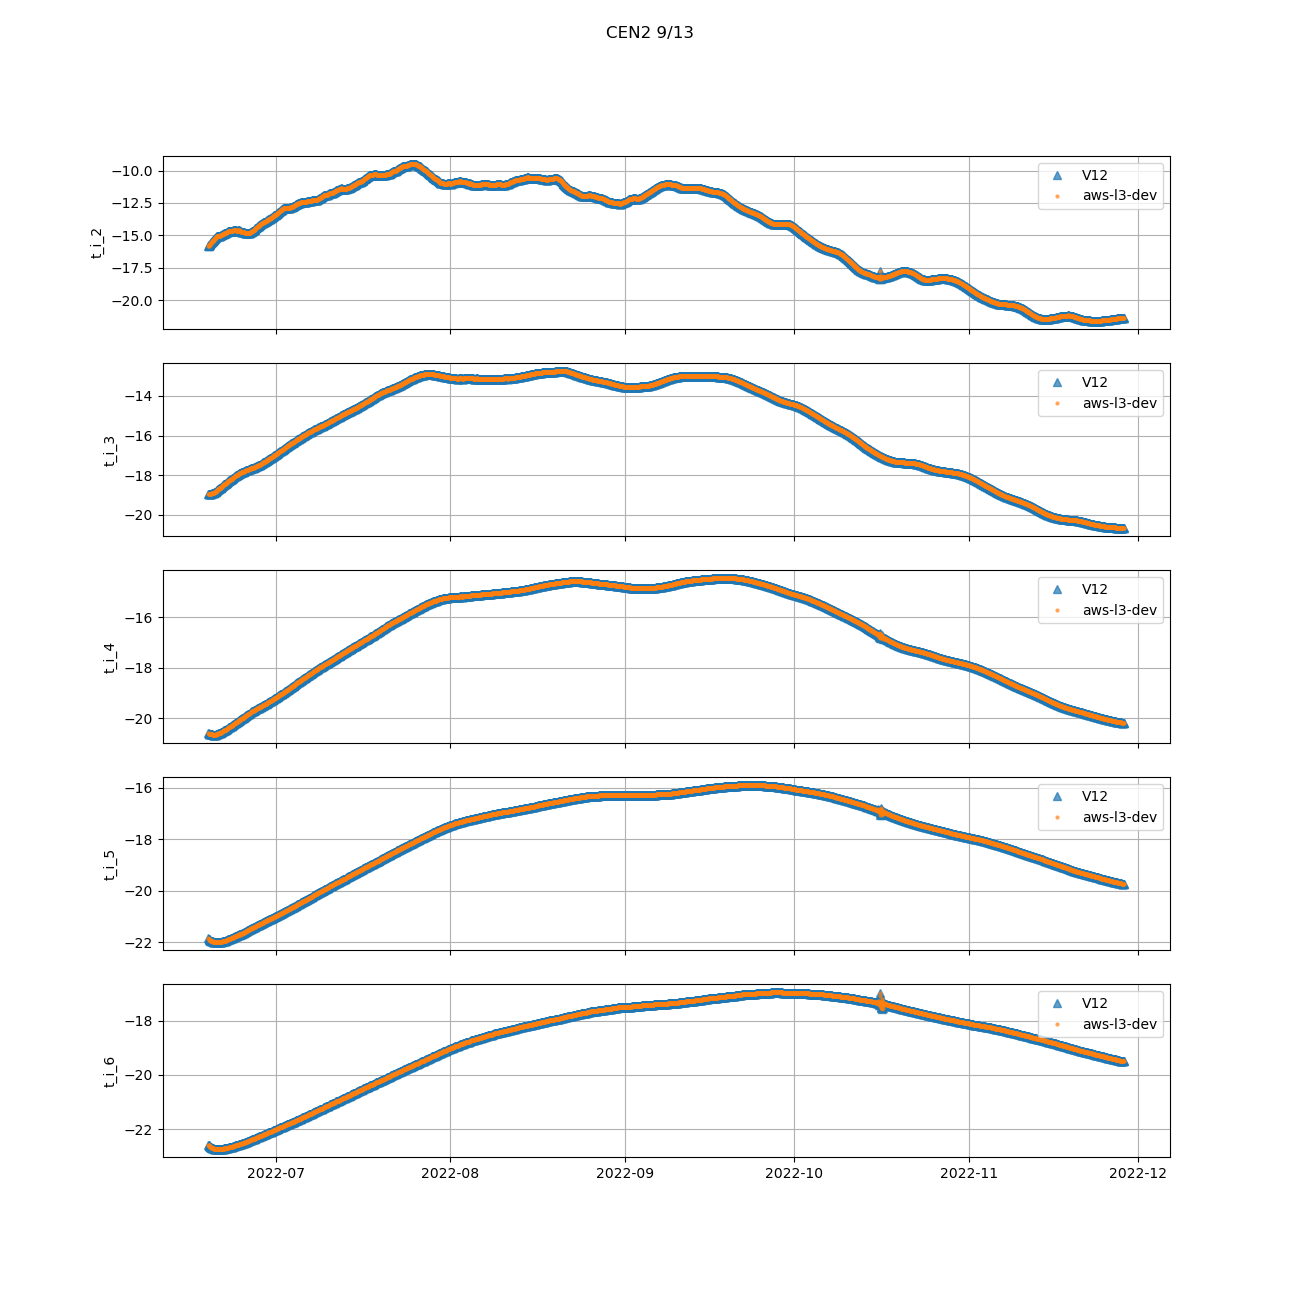 CEN2 9/13
−10.0
−12.5
−15.0
−17.5
−20.0
t_i_2
V12
aws-l3-dev
−14
−16
−18
−20
t_i_3
V12
aws-l3-dev
−16
−18
−20
t_i_4
V12
aws-l3-dev
−16
−18
−20
−22
t_i_5
V12
aws-l3-dev
−18
−20
−22
t_i_6
V12
aws-l3-dev
2022-07 2022-08 2022-09 2022-10 2022-11 2022-12